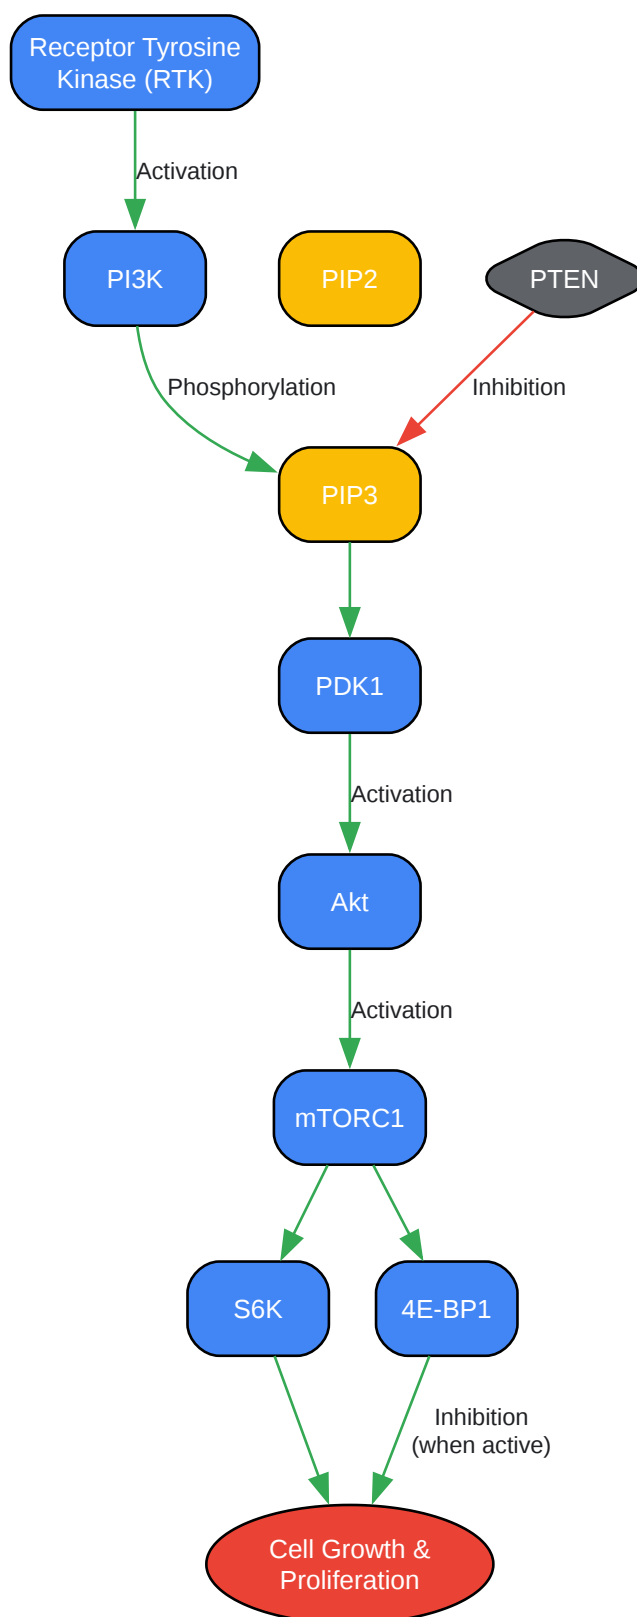 Receptor Tyrosine
Kinase (RTK)
Activation
PI3K
PIP2
PTEN
Phosphorylation
Inhibition
PIP3
PDK1
Activation
Akt
Activation
mTORC1
S6K
4E-BP1
Inhibition
(when active)
Cell Growth &
Proliferation